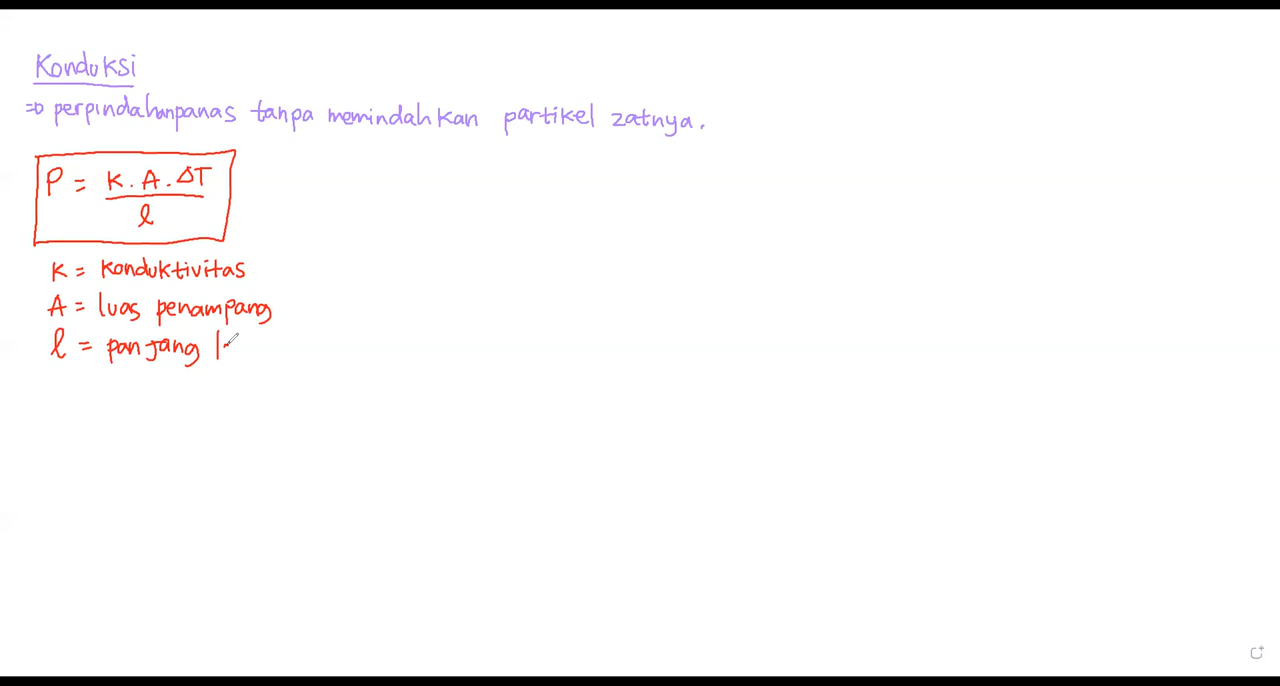 Konduksi
⇒ perpindahan panas tanpa memindahkan partikel zatnya.
P = K . A . ΔT / l
K = Konduktivitas
A = luas penampang
l = panjang